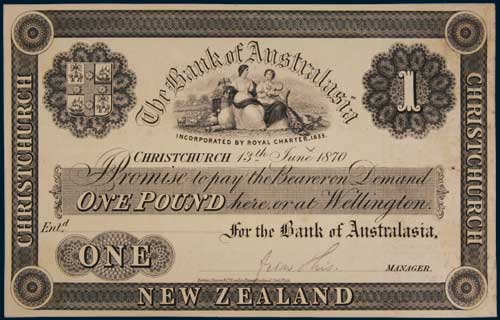 The Bank of Australasia
1
INCORPORATED BY ROYAL CHARTER, 1835.
CHRISTCHURCH
CHRISTCHURCH
CHRISTCHURCH 13th June 1870
I Promise to pay the Bearer on Demand
ONE POUND here, or at Wellington.
Ent.d
For the Bank of Australasia,
ONE
MANAGER.
NEW ZEALAND